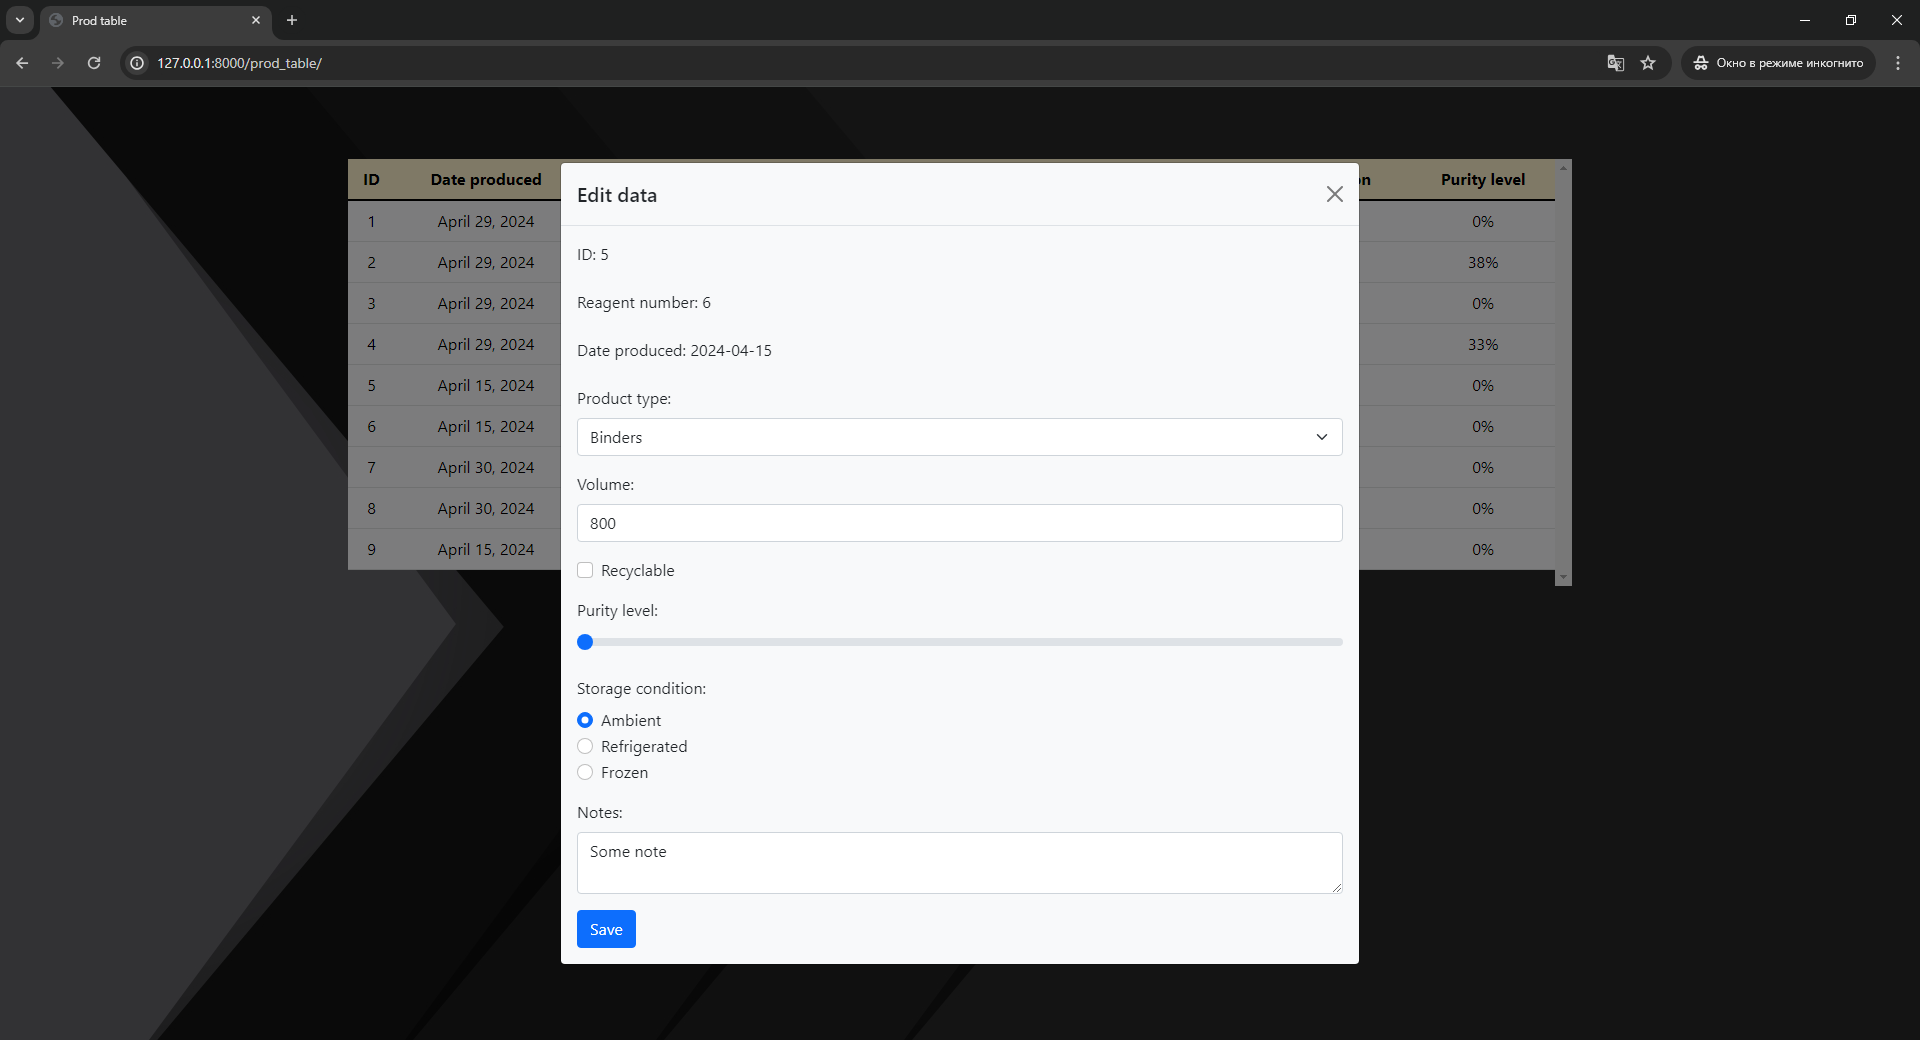 Prod table
127.0.0.1:8000/prod_table/
Окно в режиме инкогнито
ID Date produced on Purity level
1 April 29, 2024 0%
2 April 29, 2024 38%
3 April 29, 2024 0%
4 April 29, 2024 33%
5 April 15, 2024 0%
6 April 15, 2024 0%
7 April 30, 2024 0%
8 April 30, 2024 0%
9 April 15, 2024 0%
Edit data
ID: 5
Reagent number: 6
Date produced: 2024-04-15
Product type:
Binders
Volume:
800
Recyclable
Purity level:
Storage condition:
Ambient
Refrigerated
Frozen
Notes:
Some note
Save